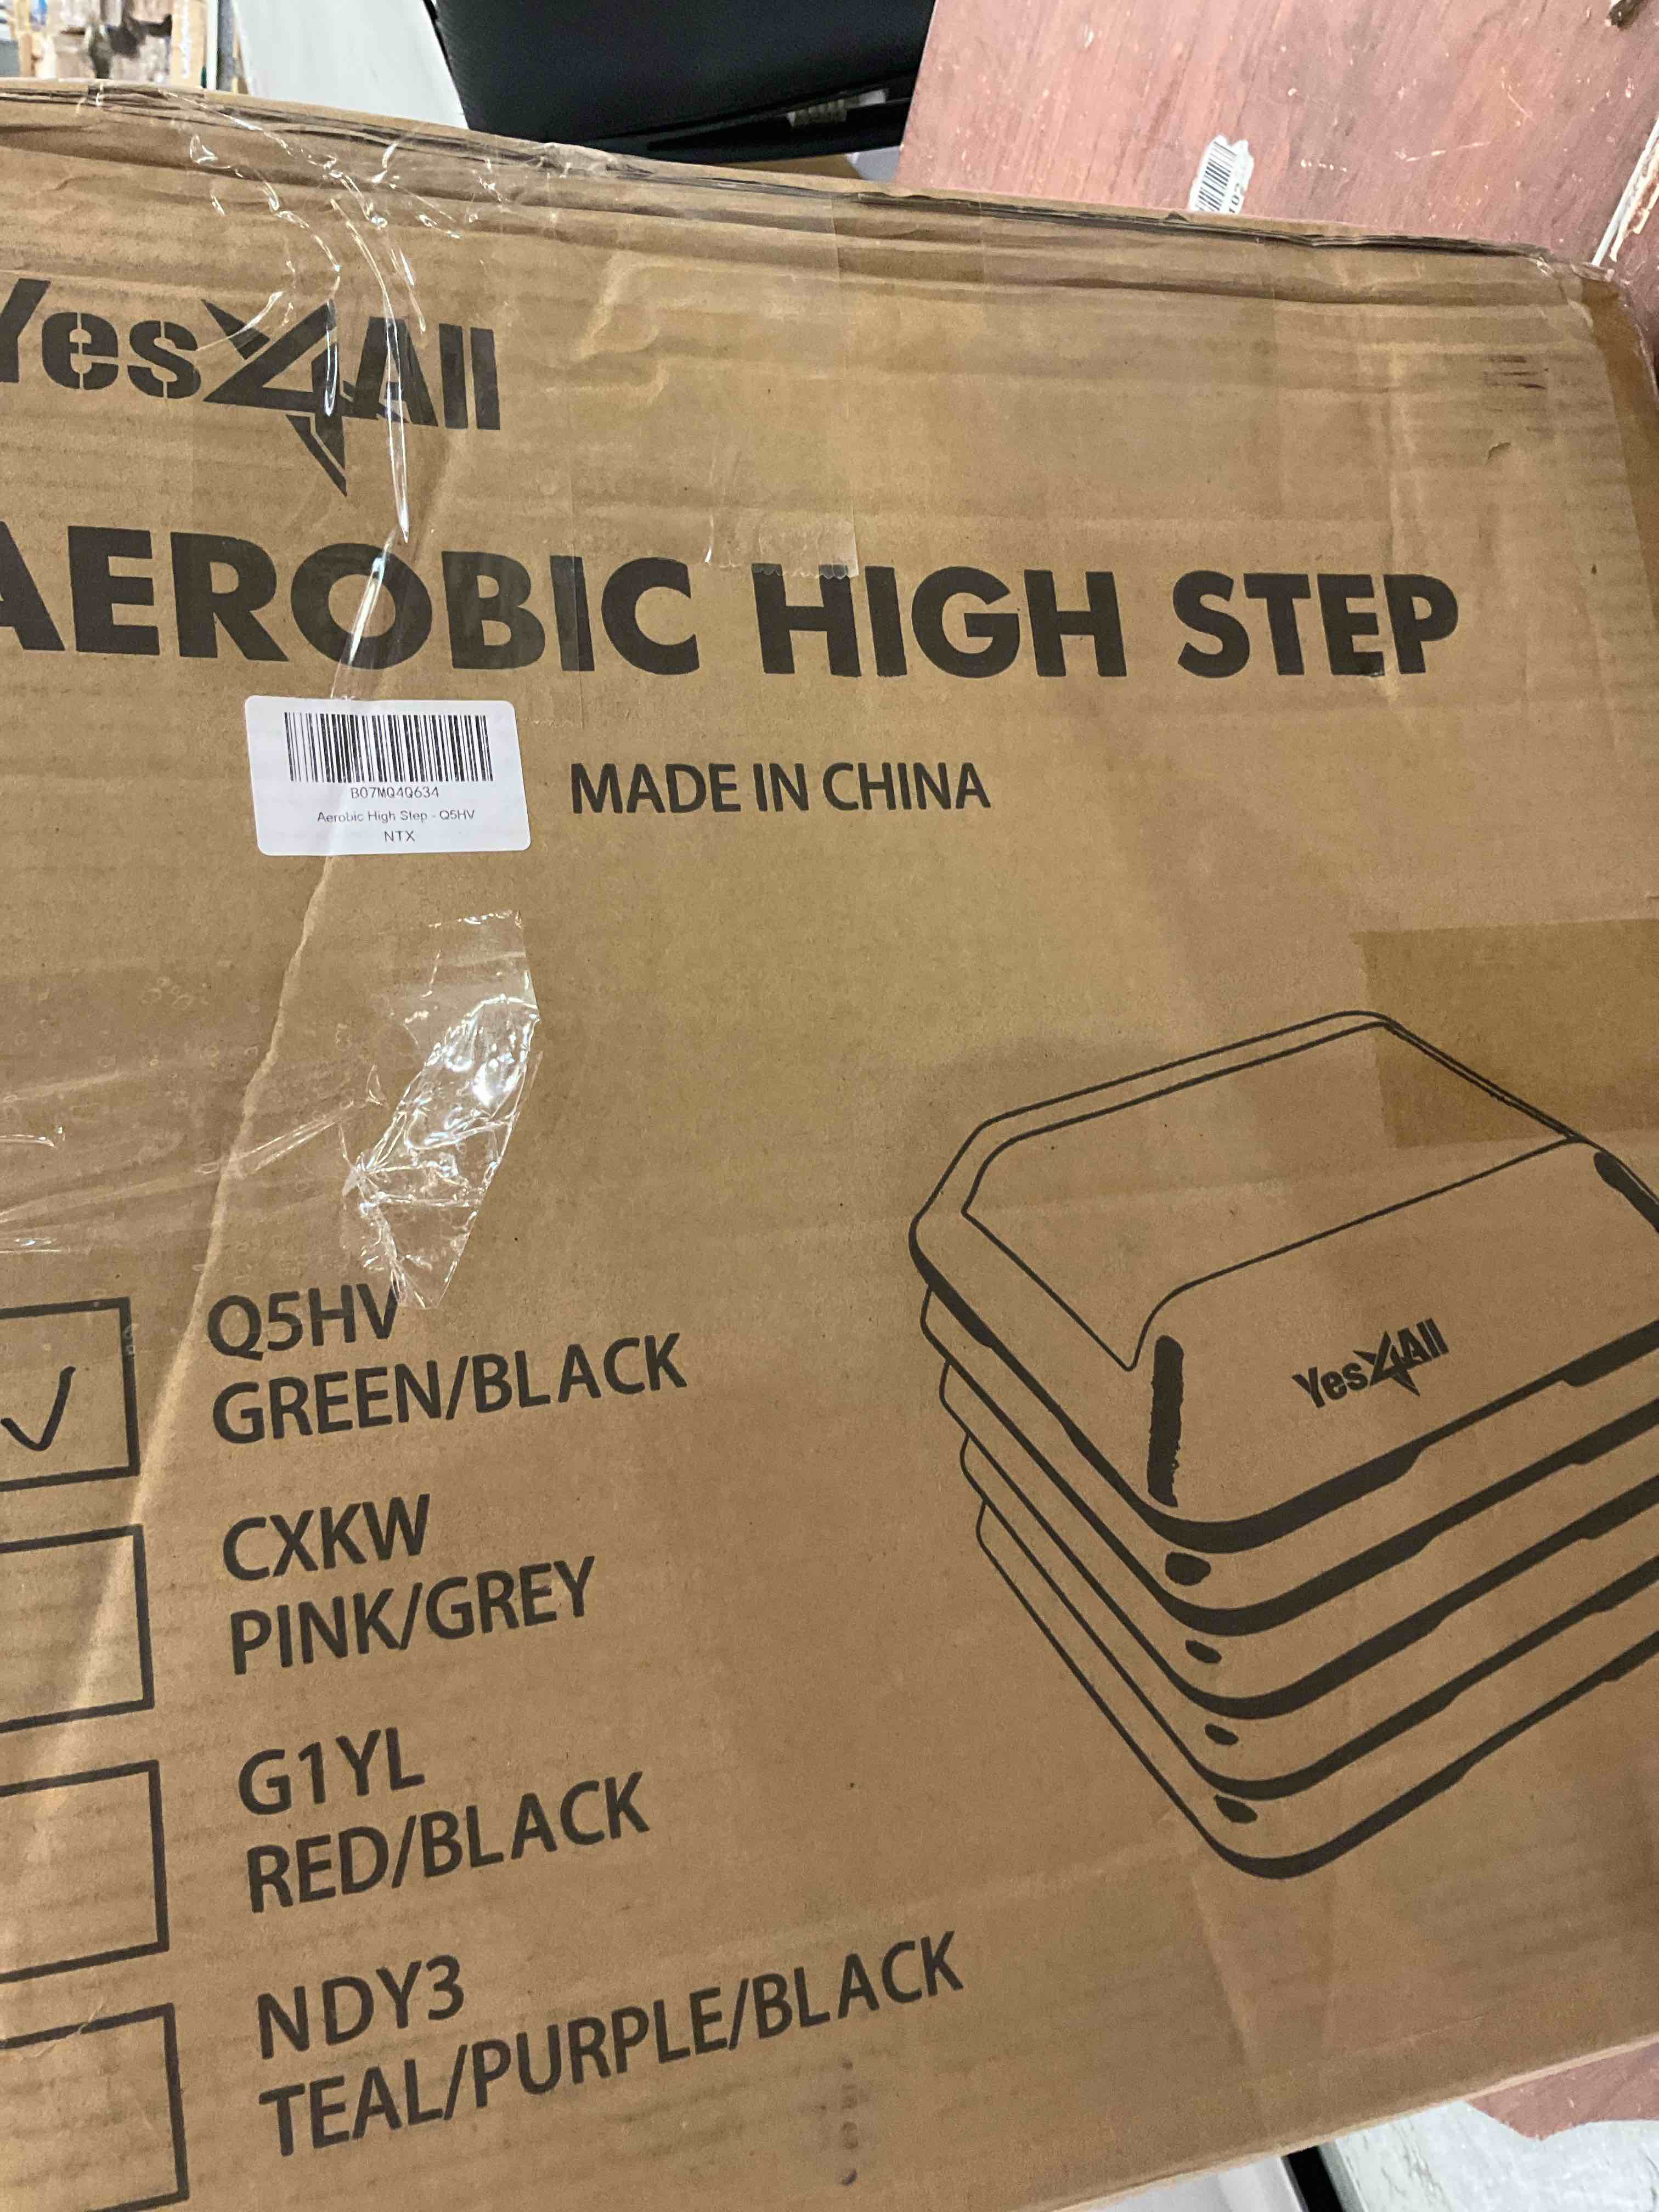 Yes4All
AEROBIC HIGH STEP
B07MQ4Q634
Aerobic High Step - Q5HV
NTX
MADE IN CHINA
Q5HV
GREEN/BLACK
CXKW
PINK/GREY
G1YL
RED/BLACK
NDY3
TEAL/PURPLE/BLACK
Yes4All